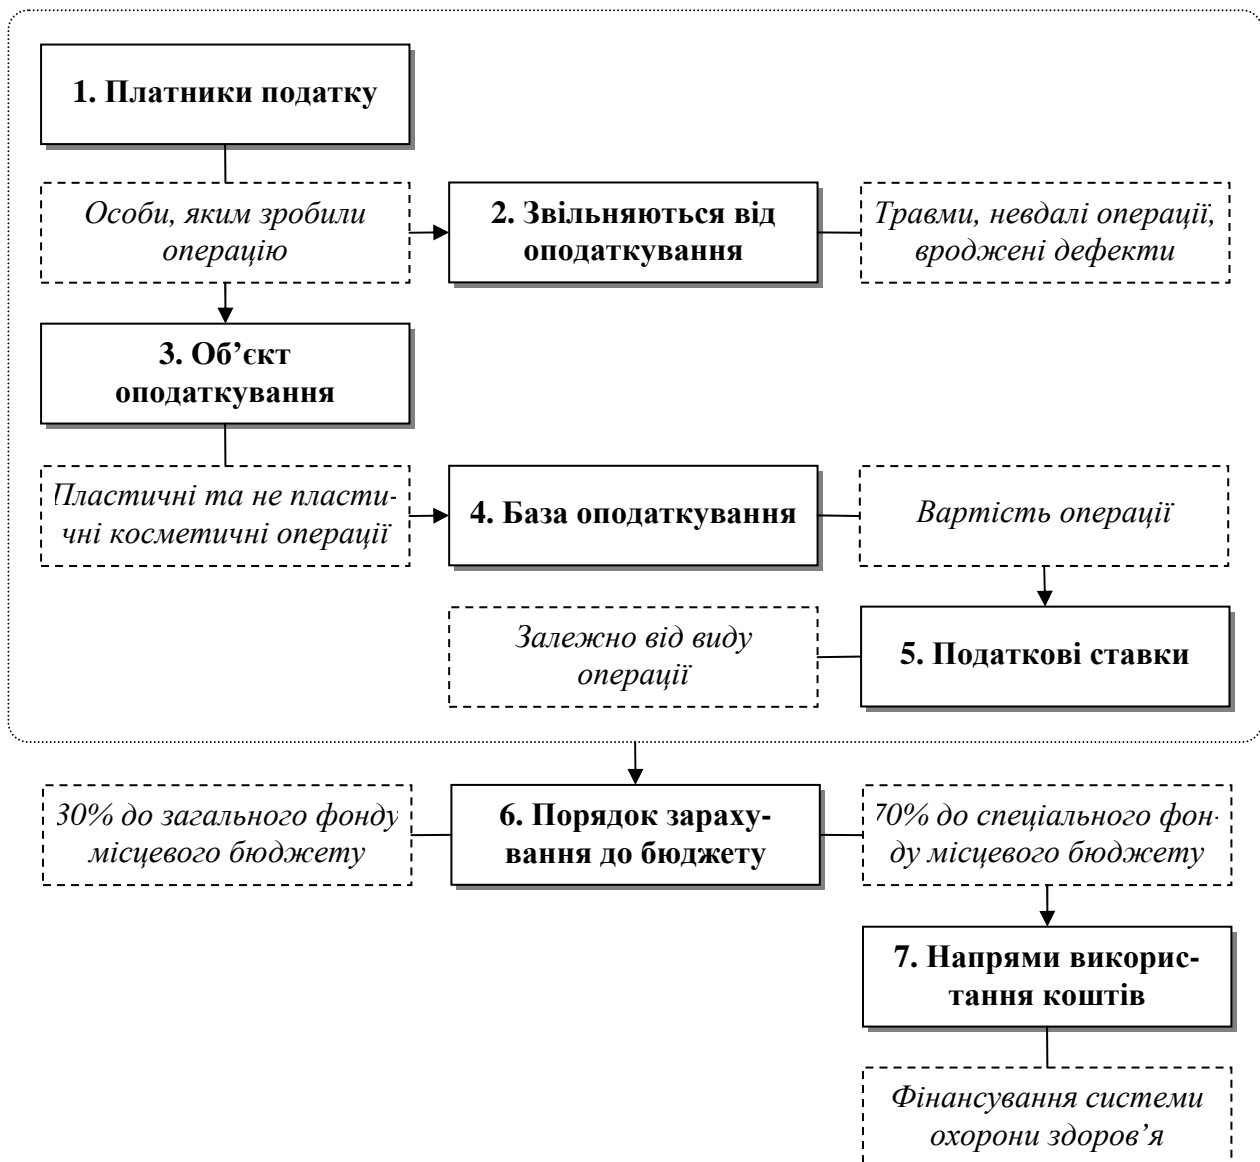 1. Платники податку
Особи, яким зробили
операцію
2. Звільняються від
оподаткування
Травми, невдалі операції,
вроджені дефекти
3. Об’єкт
оподаткування
Пластичні та не пласти-
чні косметичні операції
4. База оподаткування
Вартість операції
Залежно від виду
операції
5. Податкові ставки
30% до загального фонду
місцевого бюджету
6. Порядок зараху-
вання до бюджету
70% до спеціального фон-
ду місцевого бюджету
7. Напрями викорис-
тання коштів
Фінансування системи
охорони здоров’я